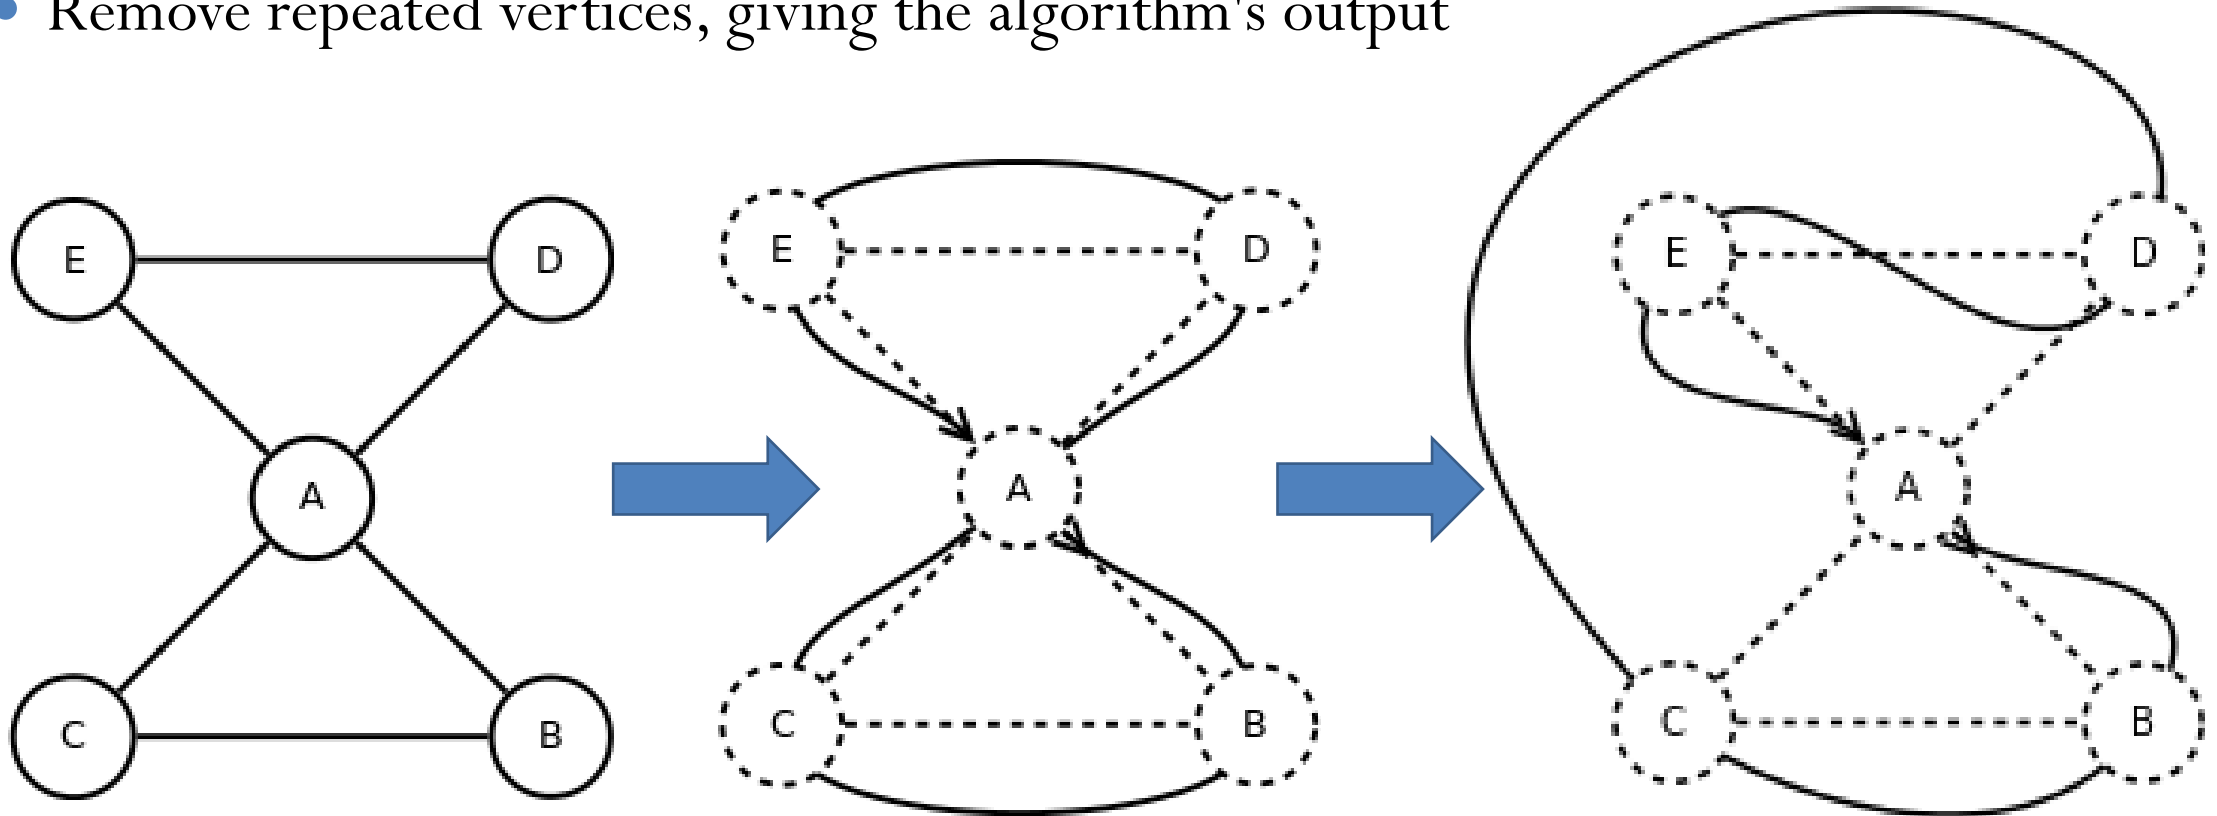 • Remove repeated vertices, giving the algorithm's output
E D E D E D
A A A
C B C B C B